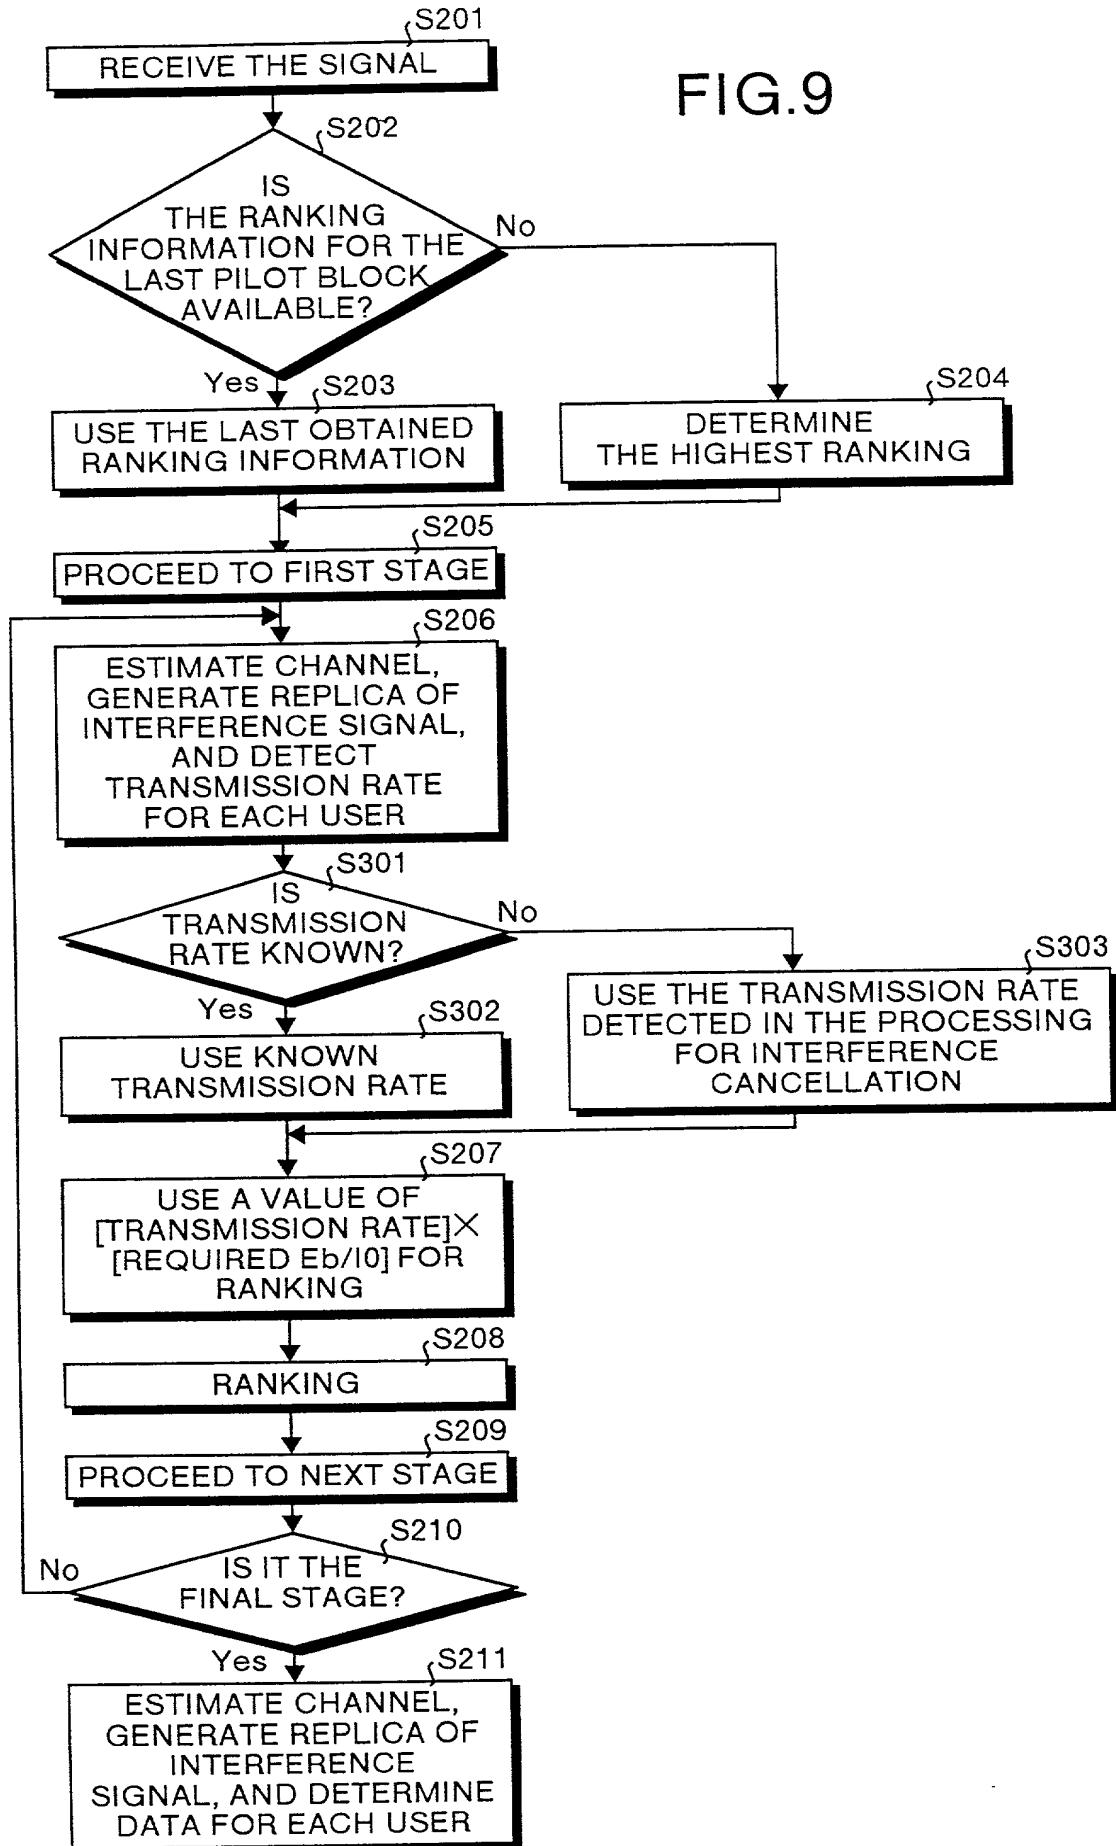 FIG.9
S201
RECEIVE THE SIGNAL
S202
IS
THE RANKING
INFORMATION FOR THE
LAST PILOT BLOCK
AVAILABLE?
No
Yes
S203
USE THE LAST OBTAINED
RANKING INFORMATION
S204
DETERMINE
THE HIGHEST RANKING
S205
PROCEED TO FIRST STAGE
S206
ESTIMATE CHANNEL,
GENERATE REPLICA OF
INTERFERENCE SIGNAL,
AND DETECT
TRANSMISSION RATE
FOR EACH USER
S301
IS
TRANSMISSION
RATE KNOWN?
No
Yes
S302
USE KNOWN
TRANSMISSION RATE
S303
USE THE TRANSMISSION RATE
DETECTED IN THE PROCESSING
FOR INTERFERENCE
CANCELLATION
S207
USE A VALUE OF
[TRANSMISSION RATE]×
[REQUIRED Eb/I0] FOR
RANKING
S208
RANKING
S209
PROCEED TO NEXT STAGE
S210
IS IT THE
FINAL STAGE?
No
Yes
S211
ESTIMATE CHANNEL,
GENERATE REPLICA OF
INTERFERENCE
SIGNAL, AND DETERMINE
DATA FOR EACH USER